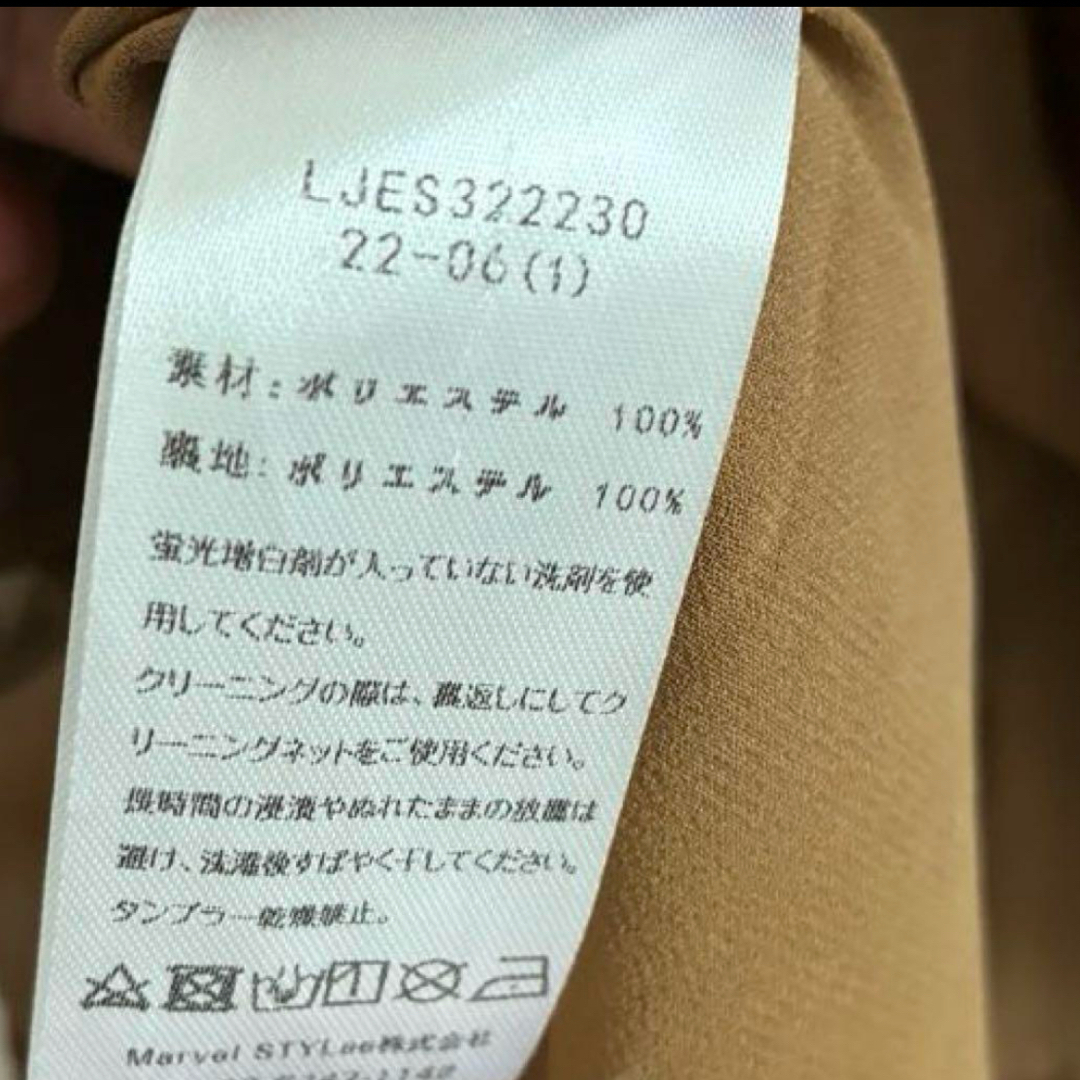 LJES322230
22-06(1)
素材:ポリエステル 100%
裏地:ポリエステル 100%
蛍光増白剤が入っていない洗剤を使
用してください。
クリーニングの際は、裏返しにしてク
リーニングネットをご使用ください。
長時間の浸漬やぬれたままの放置は
避け、洗濯後すばやく干してください。
タンブラー乾燥禁止。
Marvel STYLee株式会社